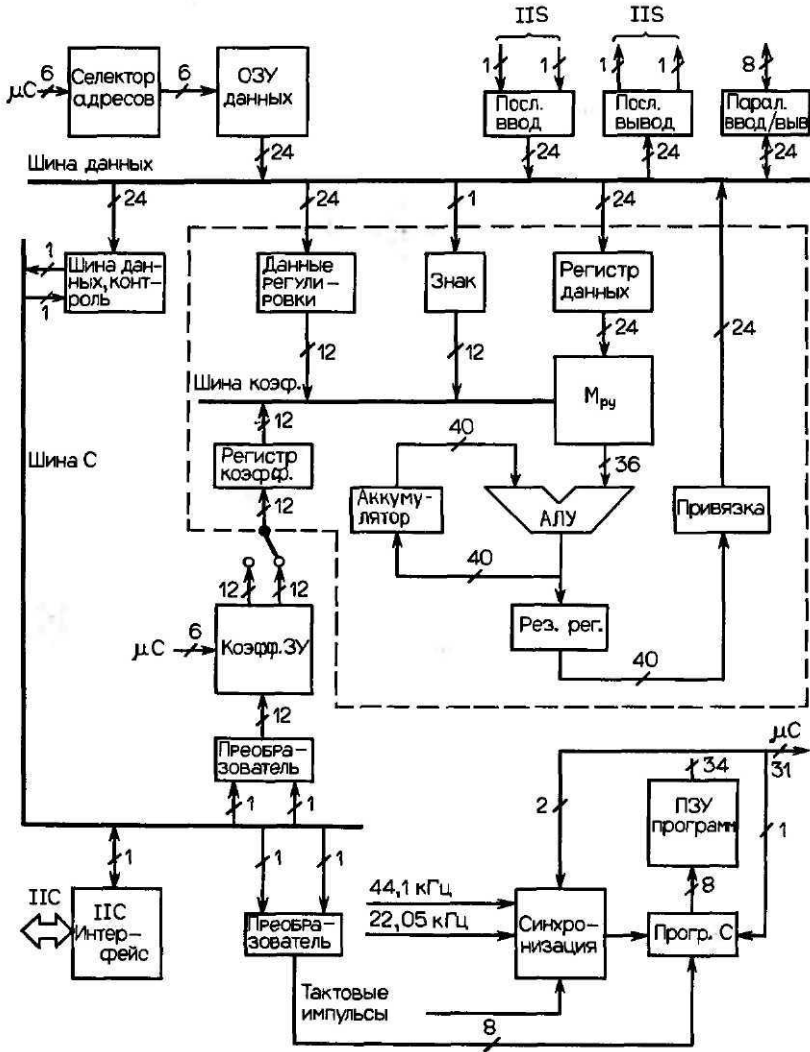 IIS
IIS
μC
6
Селектор
адресов
6
ОЗУ
данных
1
1
1
1
8
Посл.
ввод
Посл.
вывод
Парал.
ввод/выв
24
24
24
24
Шина данных
24
24
1
24
1
Шина дан-
ных, конт-
роль
1
Данные
регули-
ровки
Знак
Регистр
данных
24
24
12
12
Шина коэф.
Мру
12
40
36
Шина С
Регистр
коэфф.
Аккуму-
лятор
АЛУ
Привязка
12
40
12
12
Рез. рег.
μC
6
Коэфф. ЗУ
40
12
Преобра-
зователь
μC
34
31
1
1
2
ПЗУ
программ
1
1
1
1
8
44,1 кГц
IIC
IIC
Интер-
фейс
22,05 кГц
Преобра-
зователь
Синхро-
низация
Прогр. С
Тактовые
импульсы
8